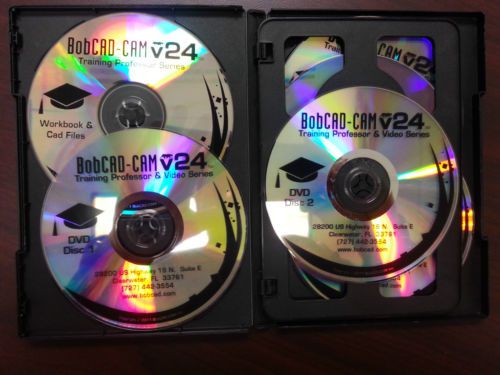 BobCAD-CAM v24
Training Professor Series
Workbook &
Cad Files
BobCAD-CAM v24
Training Professor & Video Series
DVD
Disc 1
28200 US Highway 19 N. Suite E
Clearwater, FL 33761
(727) 442-3554
www.bobcad.com
-CAM v24
BobCAD-CAM v24
Training Professor & Video Series
DVD
Disc 2
28200 US Highway 19 N. Suite E
Clearwater, FL 33761
(727) 442-3554
www.bobcad.com